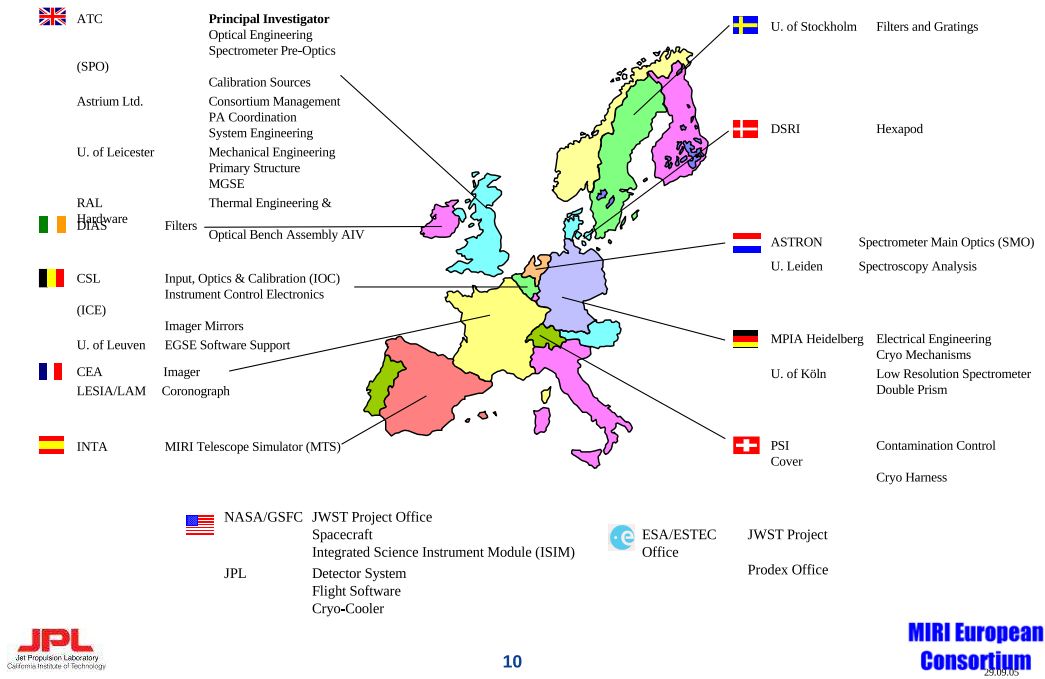 ATC Principal Investigator
Optical Engineering
Spectrometer Pre-Optics
(SPO)
Calibration Sources
Astrium Ltd. Consortium Management
PA Coordination
System Engineering
U. of Leicester Mechanical Engineering
Primary Structure
MGSE
RAL Thermal Engineering &
Hardware
Optical Bench Assembly AIV
DIAS Filters
CSL Input, Optics & Calibration (IOC)
Instrument Control Electronics
(ICE)
Imager Mirrors
U. of Leuven EGSE Software Support
CEA Imager
LESIA/LAM Coronograph
INTA MIRI Telescope Simulator (MTS)
U. of Stockholm Filters and Gratings
DSRI Hexapod
ASTRON Spectrometer Main Optics (SMO)
U. Leiden Spectroscopy Analysis
MPIA Heidelberg Electrical Engineering
Cryo Mechanisms
U. of Köln Low Resolution Spectrometer
Double Prism
PSI Contamination Control
Cover
Cryo Harness
NASA/GSFC JWST Project Office
Spacecraft
Integrated Science Instrument Module (ISIM)
JPL Detector System
Flight Software
Cryo-Cooler
ESA/ESTEC JWST Project
Office
Prodex Office
JPL
Jet Propulsion Laboratory
California Institute of Technology
10
MIRI European
Consortium
29.09.05